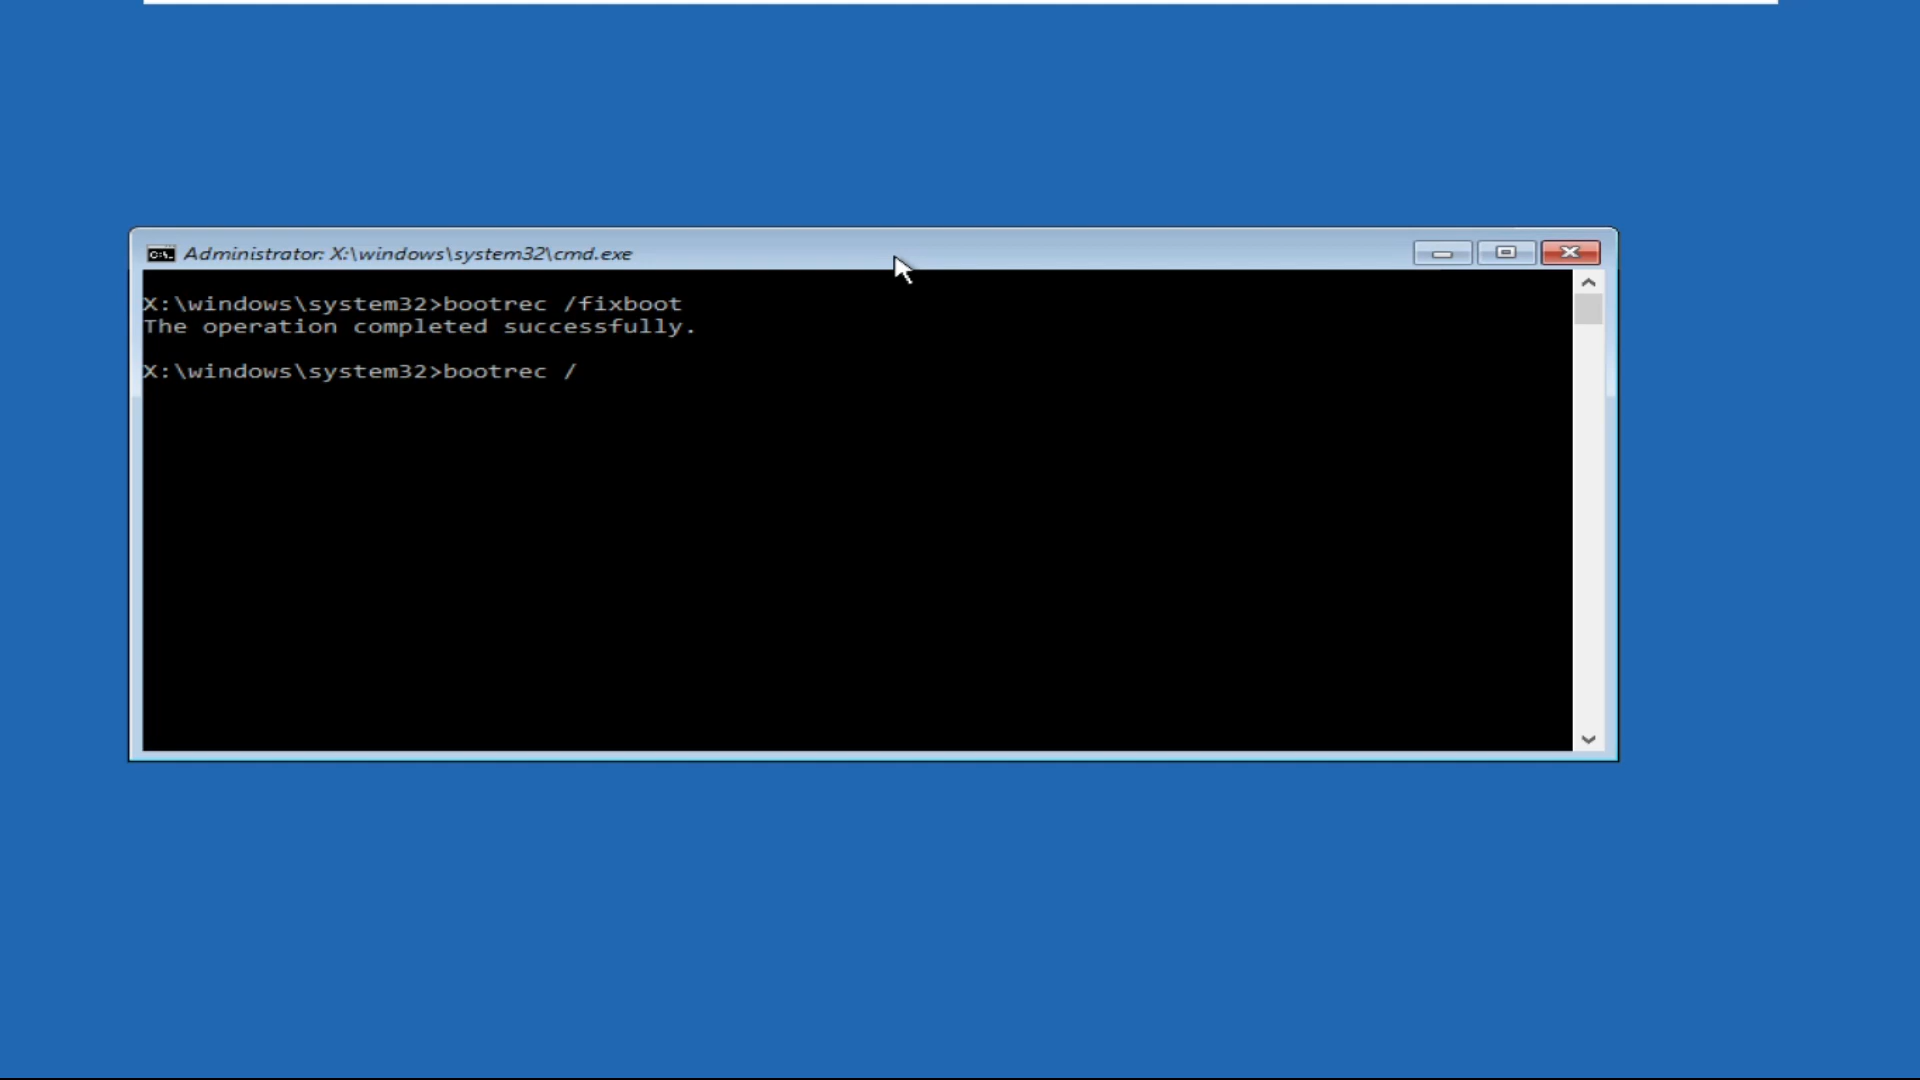 Administrator: X:\windows\system32\cmd.exe
X:\windows\system32>bootrec /fixboot
The operation completed successfully.
X:\windows\system32>bootrec /